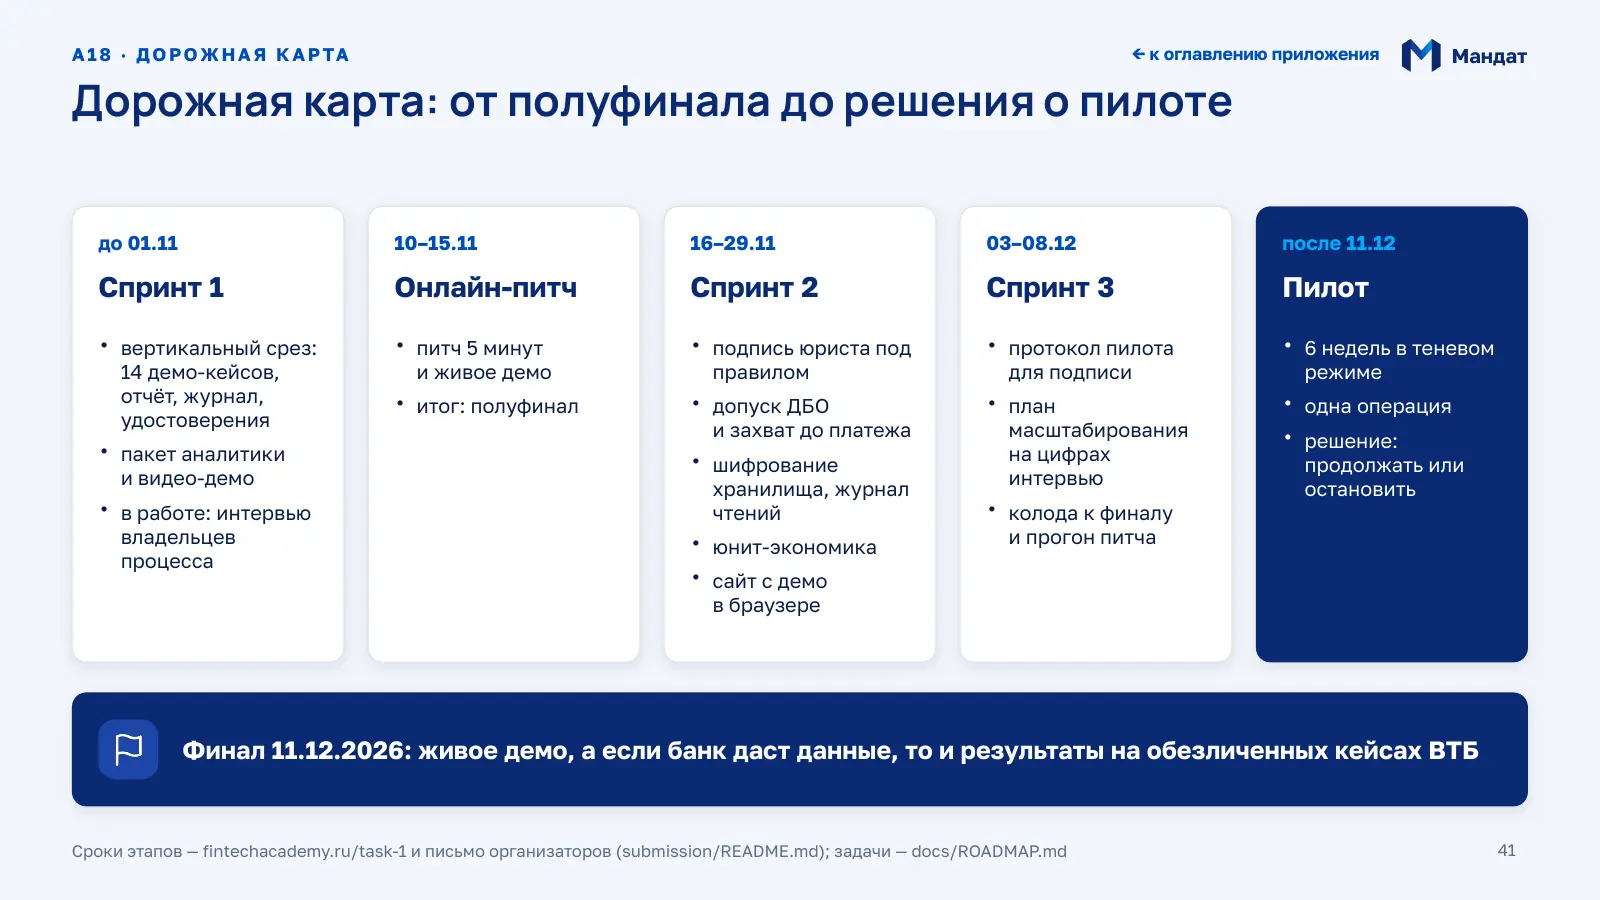 А18 · ДОРОЖНАЯ КАРТА
← к оглавлению приложения
Мандат
Дорожная карта: от полуфинала до решения о пилоте
до 01.11
Спринт 1
• вертикальный срез:
14 демо-кейсов,
отчёт, журнал,
удостоверения
• пакет аналитики
и видео-демо
• в работе: интервью
владельцев
процесса
10–15.11
Онлайн-питч
• питч 5 минут
и живое демо
• итог: полуфинал
16–29.11
Спринт 2
• подпись юриста под
правилом
• допуск ДБО
и захват до платежа
• шифрование
хранилища, журнал
чтений
• юнит-экономика
• сайт с демо
в браузере
03–08.12
Спринт 3
• протокол пилота
для подписи
• план
масштабирования
на цифрах
интервью
• колода к финалу
и прогон питча
после 11.12
Пилот
• 6 недель в теневом
режиме
• одна операция
• решение:
продолжать или
остановить
Финал 11.12.2026: живое демо, а если банк даст данные, то и результаты на обезличенных кейсах ВТБ
Сроки этапов — fintechacademy.ru/task-1 и письмо организаторов (submission/README.md); задачи — docs/ROADMAP.md
41